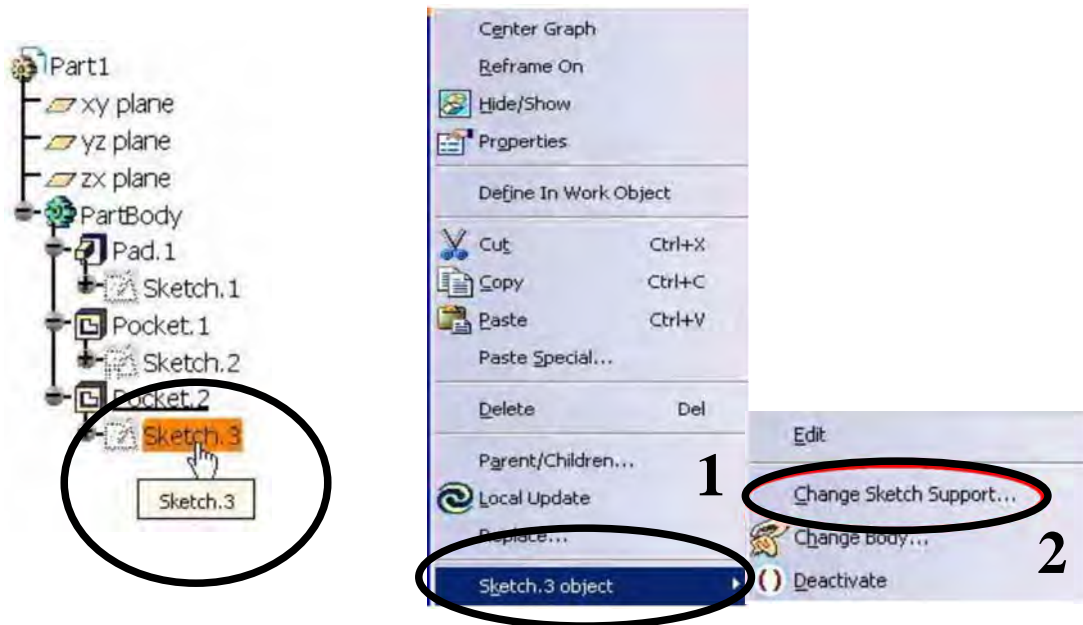 Part1
xy plane
yz plane
zx plane
PartBody
Pad.1
Sketch.1
Pocket.1
Sketch.2
Pocket.2
Sketch.3
Sketch.3
Center Graph
Reframe On
Hide/Show
Properties
Define In Work Object
Cut Ctrl+X
Copy Ctrl+C
Paste Ctrl+V
Paste Special...
Delete Del
Parent/Children...
Local Update
Replace...
Sketch.3 object
1
Edit
Change Sketch Support...
Change Body...
Deactivate
2